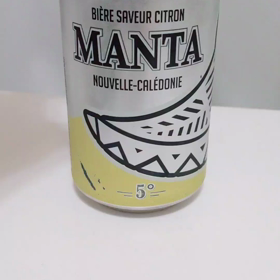 BIÈRE SAVEUR CITRON
MANTA
NOUVELLE-CALÉDONIE
5°